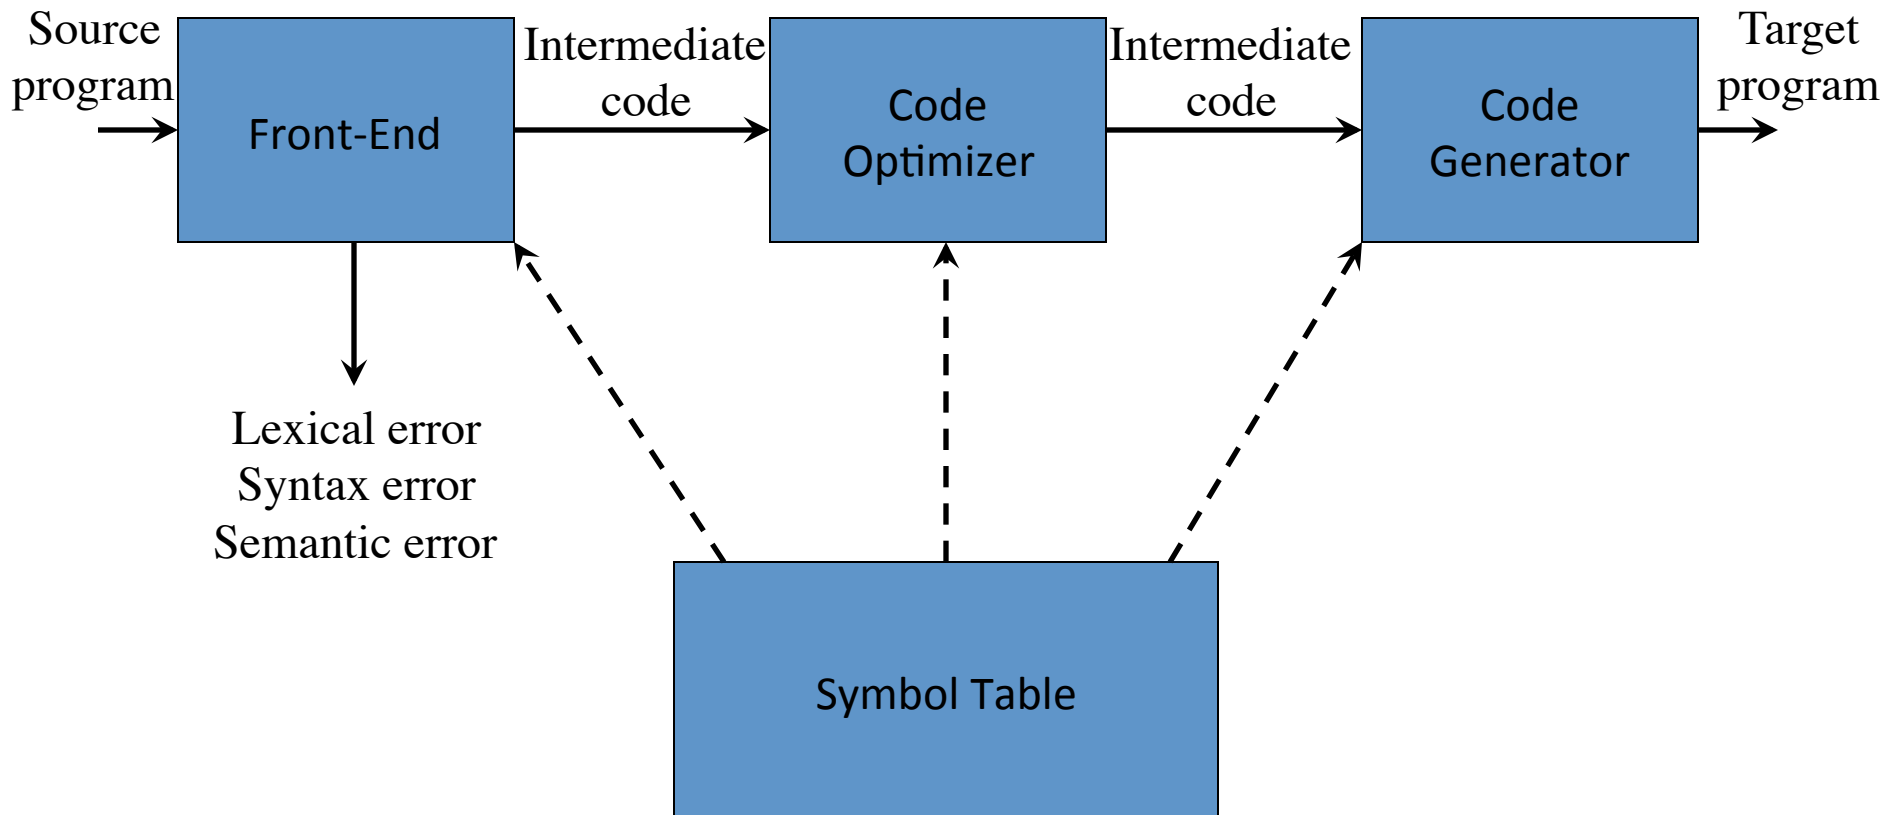 Source
program
Front-End
Intermediate
code
Code
Optimizer
Intermediate
code
Code
Generator
Target
program
Lexical error
Syntax error
Semantic error
Symbol Table